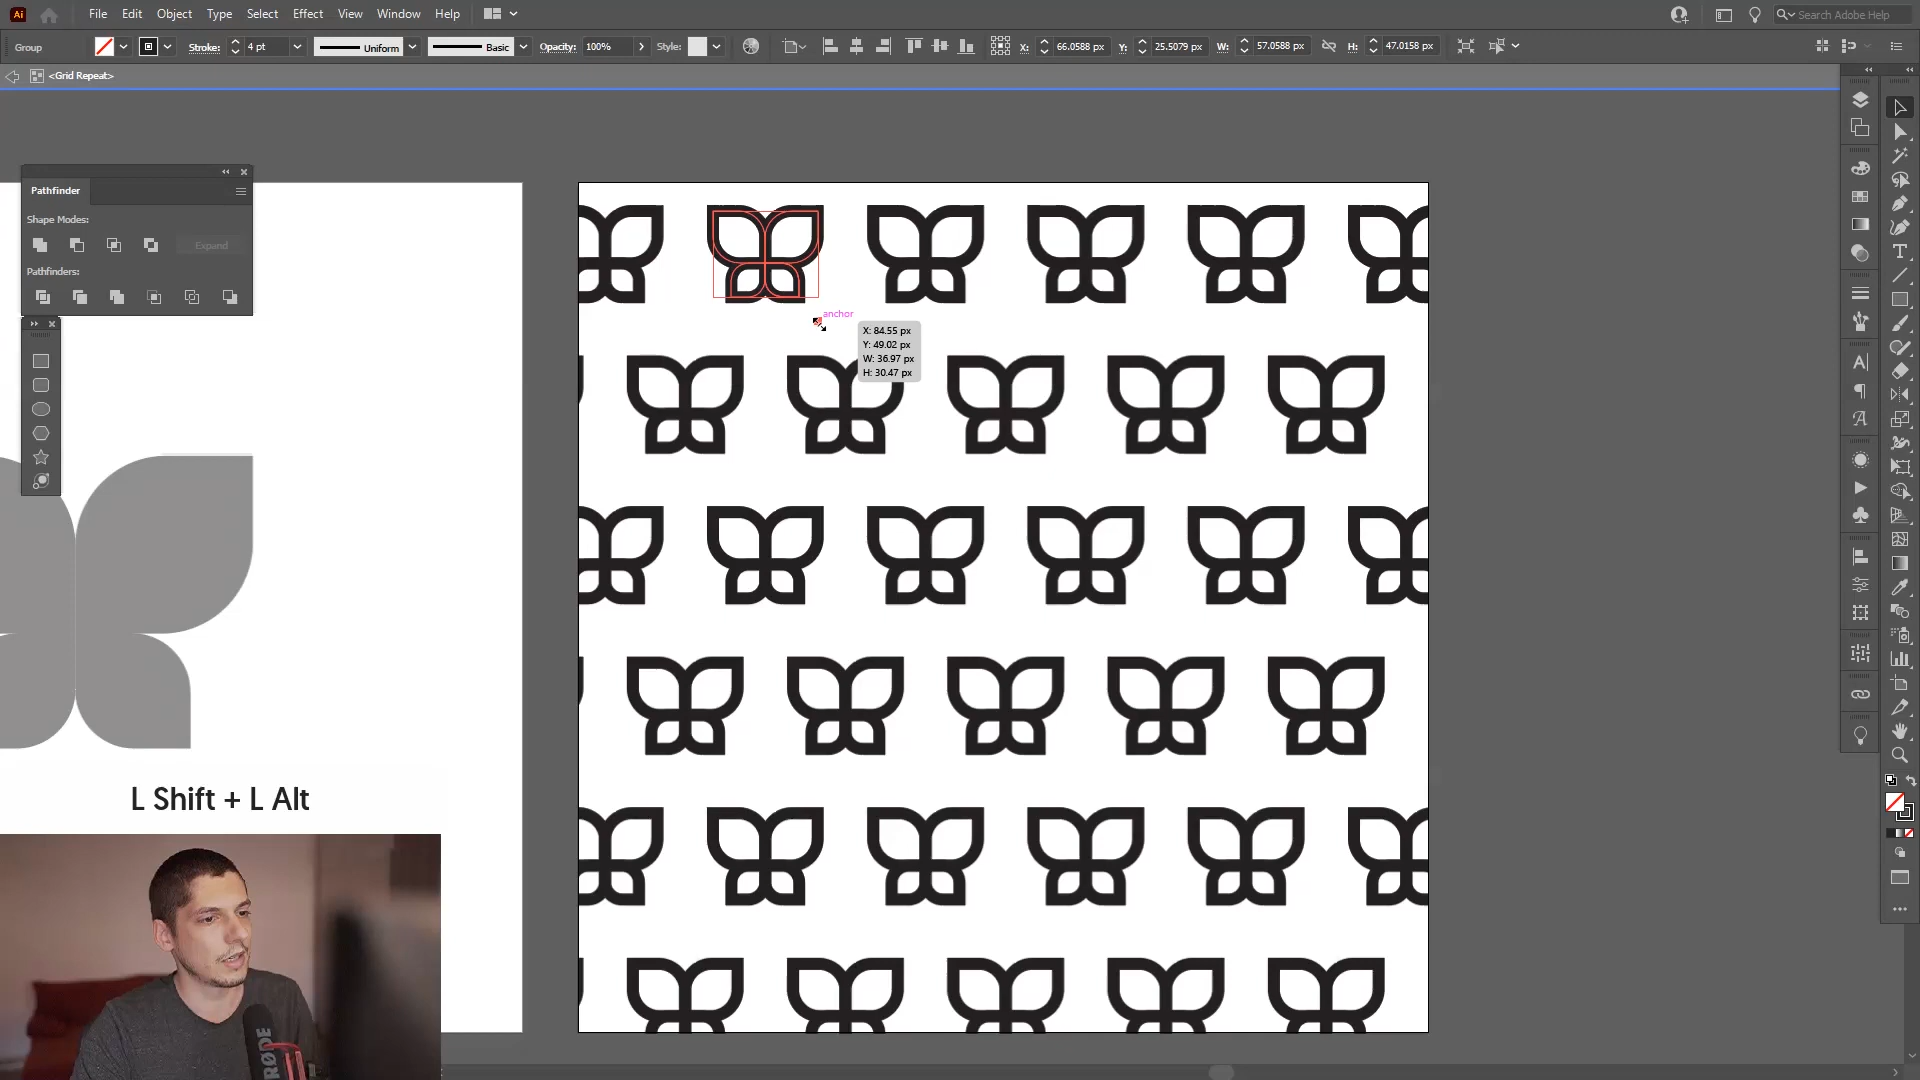 Ai File Edit Object Type Select Effect View Window Help Search Adobe Help
Group Stroke: 4 pt Uniform Basic Opacity: 100% Style: X: 66.0588 px Y: 25.5079 px W: 57.0588 px H: 47.0158 px
<Grid Repeat>
Pathfinder
Shape Modes:
Expand
Pathfinders:
anchor
X: 84.55 px
Y: 49.02 px
W: 36.97 px
H: 30.47 px
L Shift + L Alt
RØDE